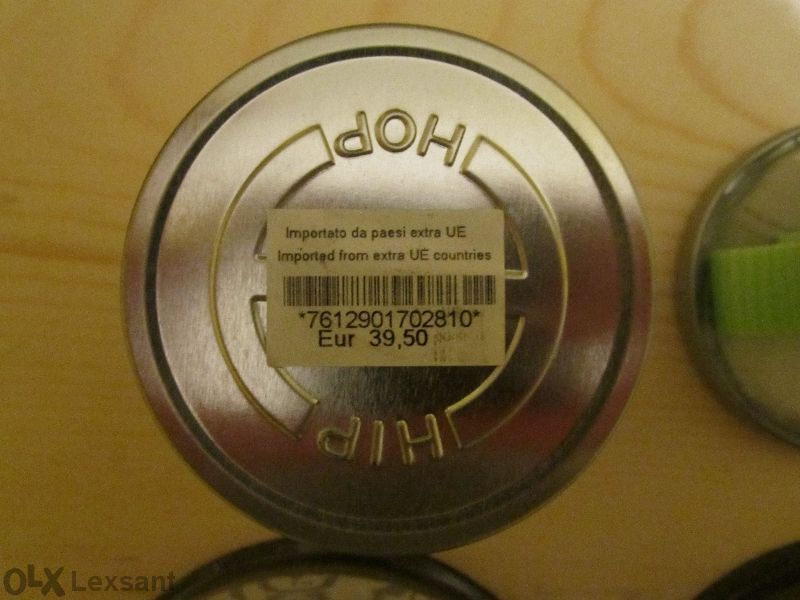 HOP
Importato da paesi extra UE
Imported from extra UE countries
*7612901702810*
Eur 39,50
HIP
OLX Lexsant